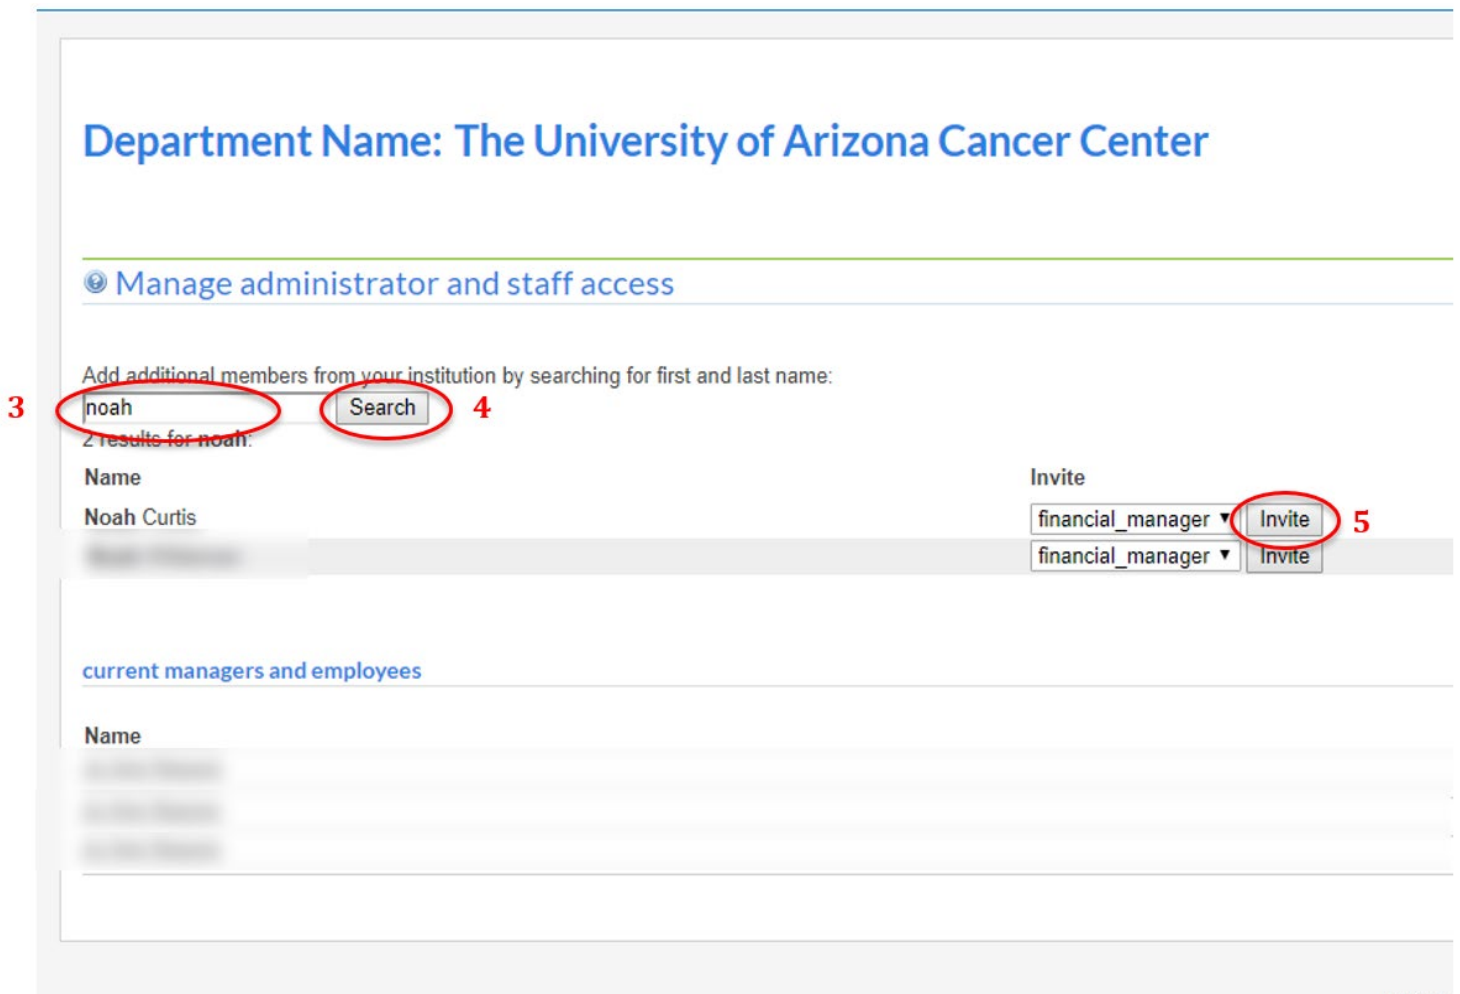 Department Name: The University of Arizona Cancer Center
Manage administrator and staff access
Add additional members from your institution by searching for first and last name:
3 noah Search 4
2 results for noah:
Name Invite
Noah Curtis financial_manager Invite 5
financial_manager Invite
current managers and employees
Name